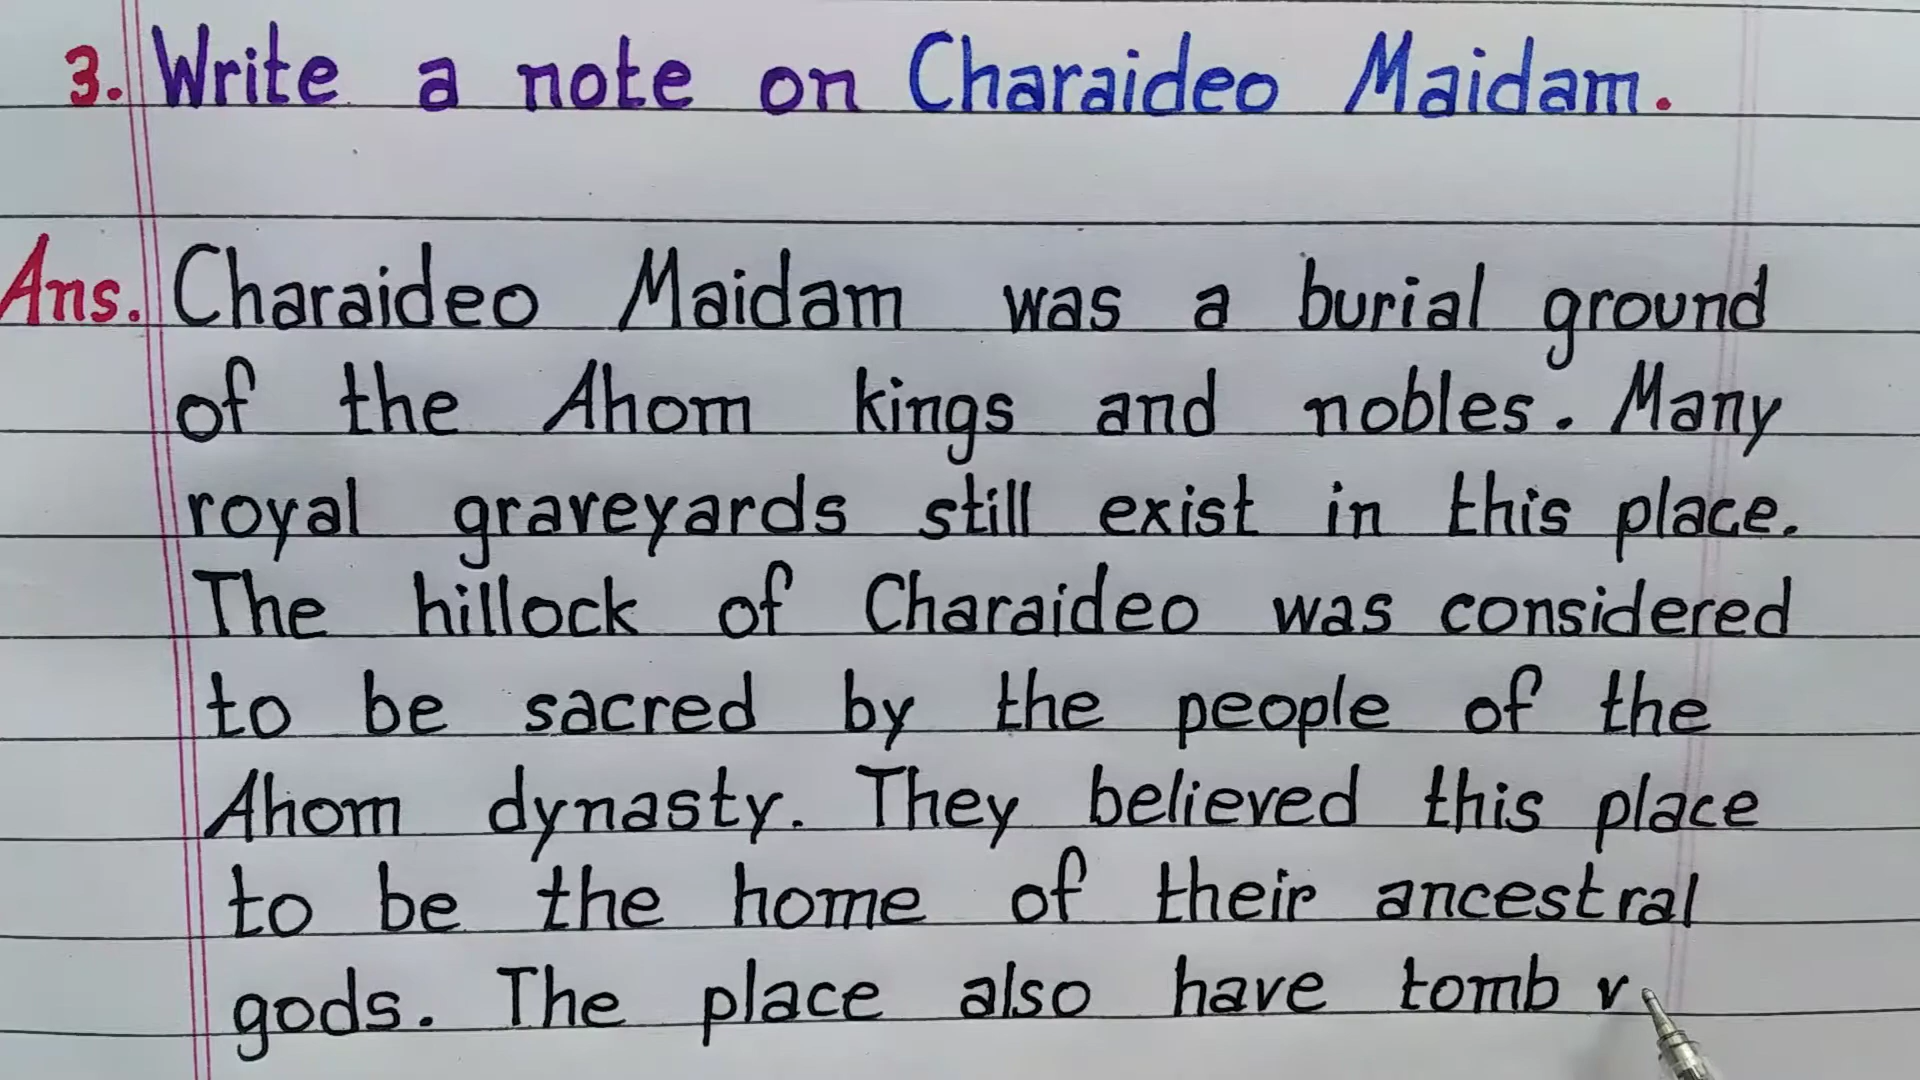 3. Write a note on Charaideo Maidam.
Ans. Charaideo Maidam was a burial ground
of the Ahom kings and nobles. Many
royal graveyards still exist in this place.
The hillock of Charaideo was considered
to be sacred by the people of the
Ahom dynasty. They believed this place
to be the home of their ancestral
gods. The place also have tomb